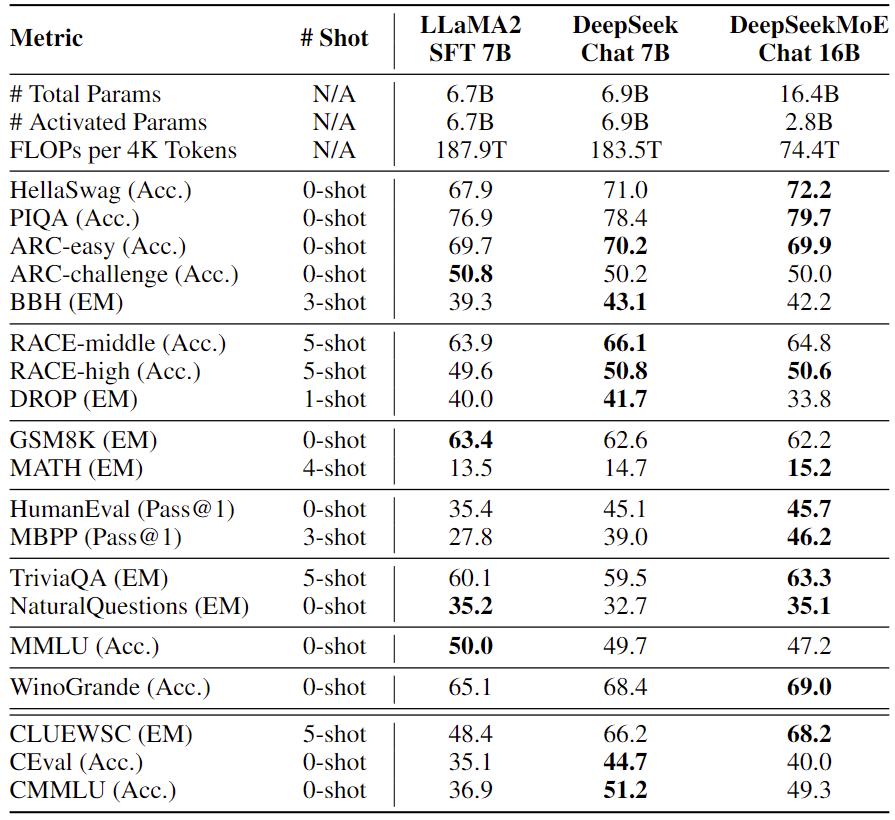 Metric # Shot LLaMA2 SFT 7B DeepSeek Chat 7B DeepSeekMoE Chat 16B
# Total Params N/A 6.7B 6.9B 16.4B
# Activated Params N/A 6.7B 6.9B 2.8B
FLOPs per 4K Tokens N/A 187.9T 183.5T 74.4T
HellaSwag (Acc.) 0-shot 67.9 71.0 72.2
PIQA (Acc.) 0-shot 76.9 78.4 79.7
ARC-easy (Acc.) 0-shot 69.7 70.2 69.9
ARC-challenge (Acc.) 0-shot 50.8 50.2 50.0
BBH (EM) 3-shot 39.3 43.1 42.2
RACE-middle (Acc.) 5-shot 63.9 66.1 64.8
RACE-high (Acc.) 5-shot 49.6 50.8 50.6
DROP (EM) 1-shot 40.0 41.7 33.8
GSM8K (EM) 0-shot 63.4 62.6 62.2
MATH (EM) 4-shot 13.5 14.7 15.2
HumanEval (Pass@1) 0-shot 35.4 45.1 45.7
MBPP (Pass@1) 3-shot 27.8 39.0 46.2
TriviaQA (EM) 5-shot 60.1 59.5 63.3
NaturalQuestions (EM) 0-shot 35.2 32.7 35.1
MMLU (Acc.) 0-shot 50.0 49.7 47.2
WinoGrande (Acc.) 0-shot 65.1 68.4 69.0
CLUEWSC (EM) 5-shot 48.4 66.2 68.2
CEval (Acc.) 0-shot 35.1 44.7 40.0
CMMLU (Acc.) 0-shot 36.9 51.2 49.3